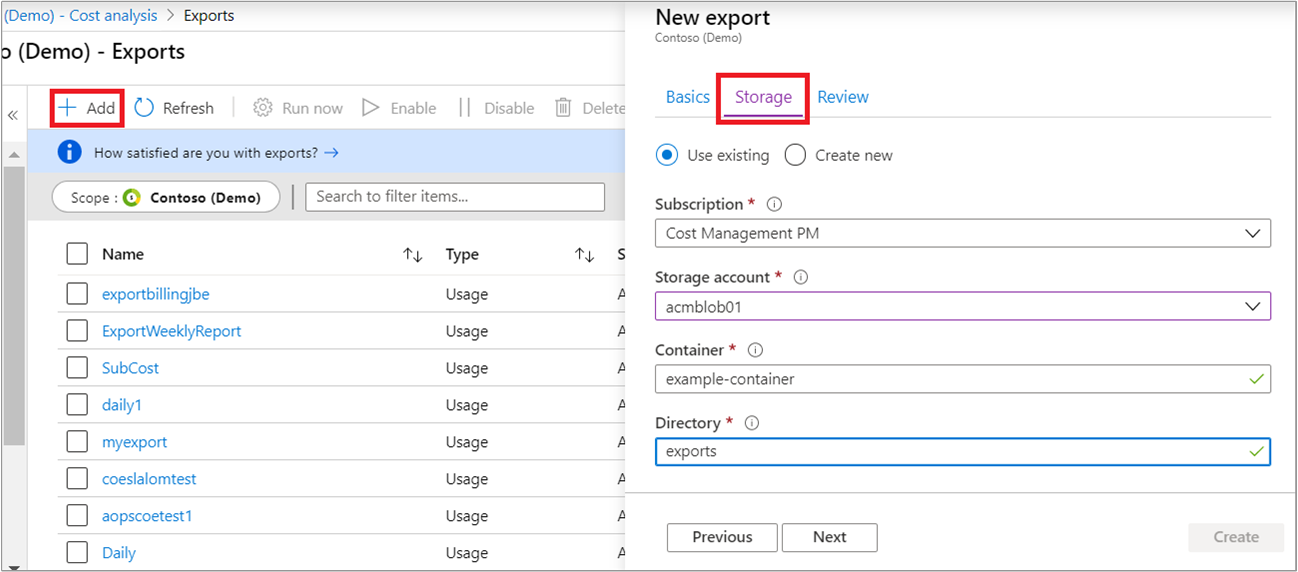 (Demo) - Cost analysis > Exports
o (Demo) - Exports
« + Add Refresh Run now Enable Disable Delete
How satisfied are you with exports? →
Scope : Contoso (Demo) Search to filter items...
Name ↑↓ Type ↑↓ S
exportbillingjbe Usage A
ExportWeeklyReport Usage A
SubCost Usage A
daily1 Usage A
myexport Usage A
coeslalomtest Usage A
aopscoetest1 Usage A
Daily Usage A
New export
Contoso (Demo)
Basics Storage Review
Use existing Create new
Subscription *
Cost Management PM
Storage account *
acmblob01
Container *
example-container
Directory *
exports
Previous Next Create